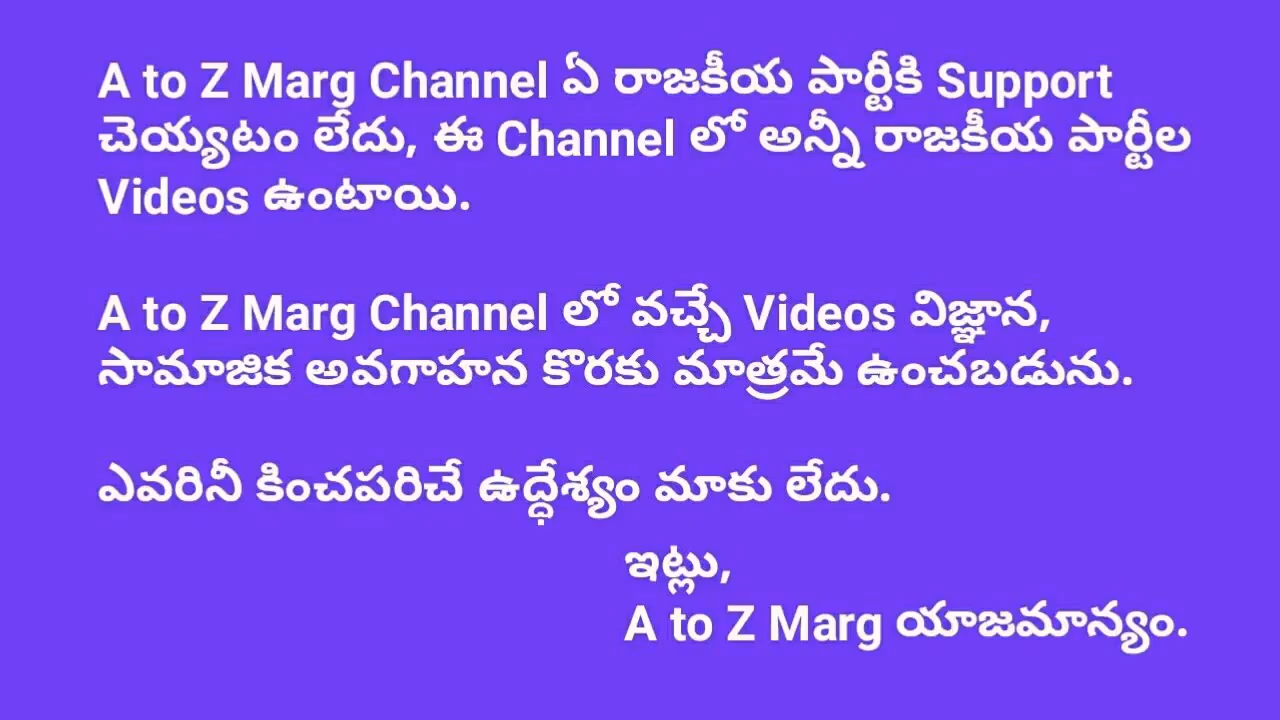 A to Z Marg Channel ఏ రాజకీయ పార్టీకి Support
చెయ్యటం లేదు, ఈ Channel లో అన్నీ రాజకీయ పార్టీల
Videos ఉంటాయి.
A to Z Marg Channel లో వచ్చే Videos విజ్ఞాన,
సామాజిక అవగాహన కొరకు మాత్రమే ఉంచబడును.
ఎవరినీ కించపరిచే ఉద్ధేశ్యం మాకు లేదు.
ఇట్లు,
A to Z Marg యాజమాన్యం.